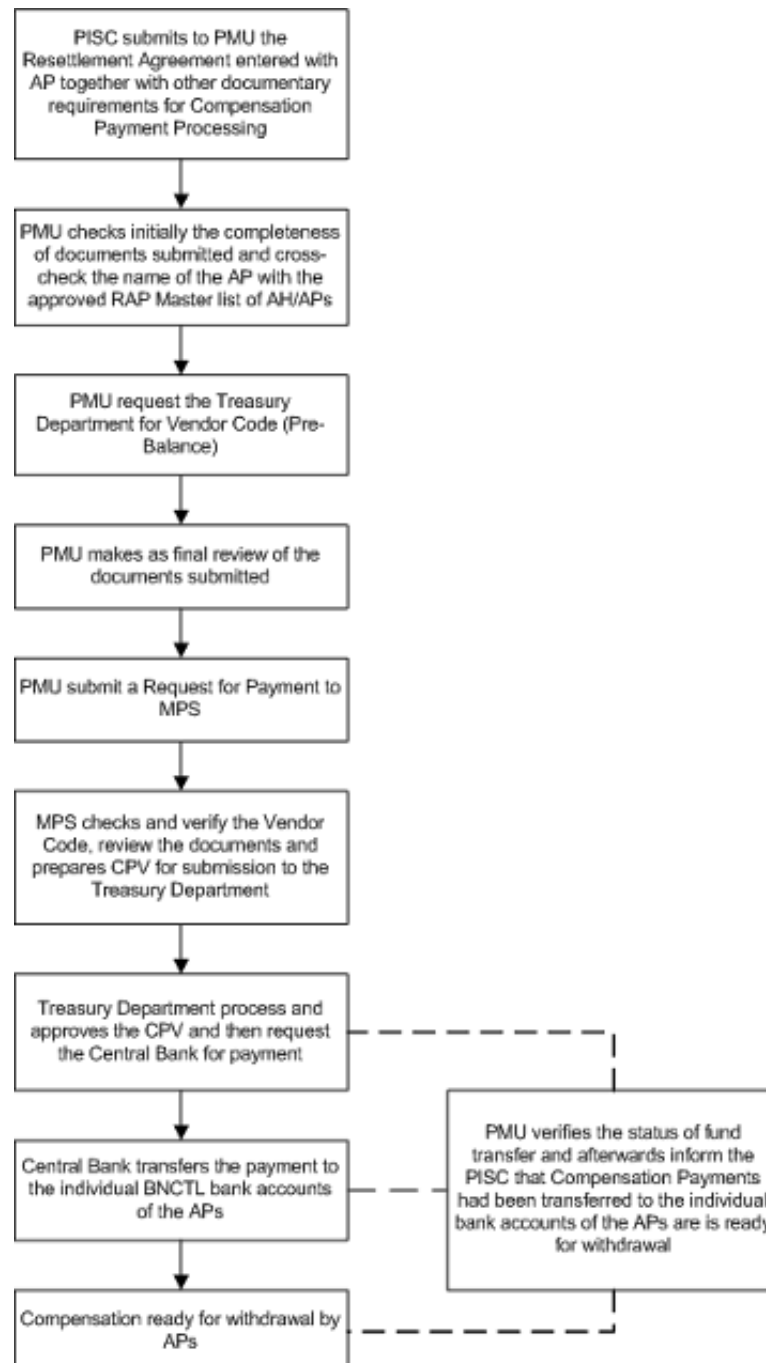 PISC submits to PMU the
Resettlement Agreement entered with
AP together with other documentary
requirements for Compensation
Payment Processing
PMU checks initially the completeness
of documents submitted and cross-
check the name of the AP with the
approved RAP Master list of AH/APs
PMU request the Treasury
Department for Vendor Code (Pre-
Balance)
PMU makes as final review of the
documents submitted
PMU submit a Request for Payment to
MPS
MPS checks and verify the Vendor
Code, review the documents and
prepares CPV for submission to the
Treasury Department
Treasury Department process and
approves the CPV and then request
the Central Bank for payment
Central Bank transfers the payment to
the individual BNCTL bank accounts
of the APs
PMU verifies the status of fund
transfer and afterwards inform the
PISC that Compensation Payments
had been transferred to the individual
bank accounts of the APs are is ready
for withdrawal
Compensation ready for withdrawal by
APs